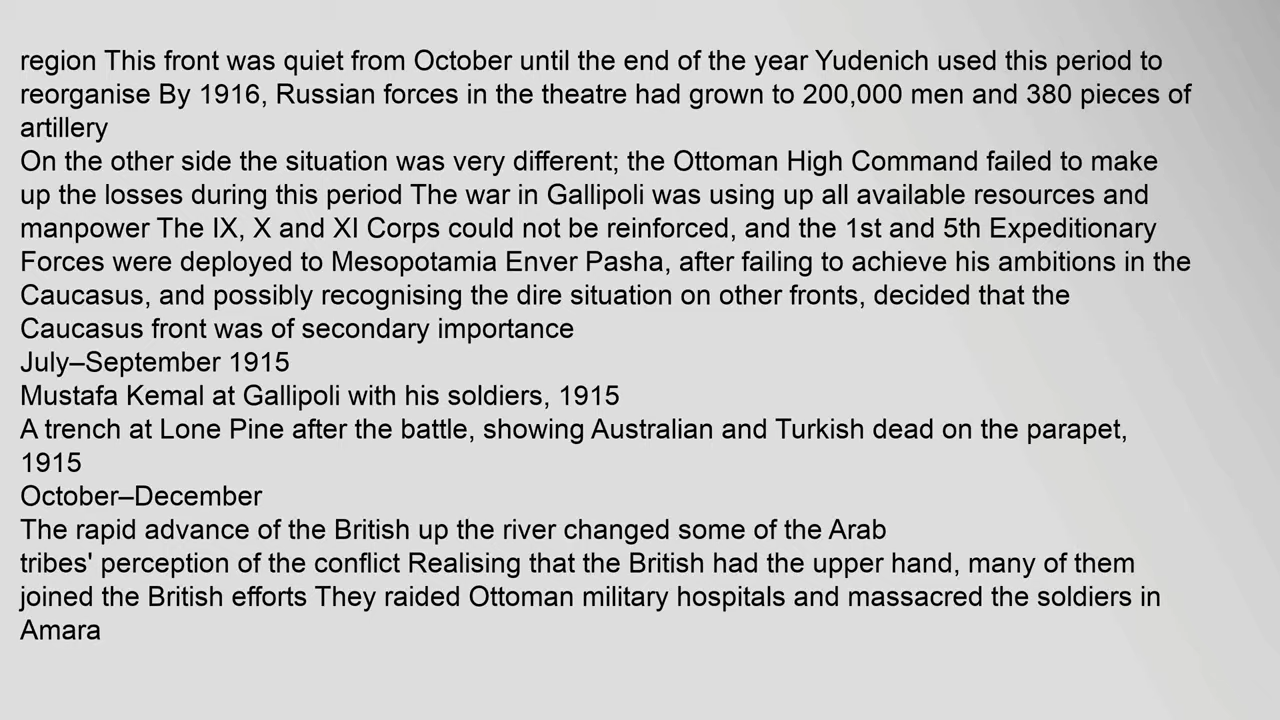 region This front was quiet from October until the end of the year Yudenich used this period to
reorganise By 1916, Russian forces in the theatre had grown to 200,000 men and 380 pieces of
artillery
On the other side the situation was very different; the Ottoman High Command failed to make
up the losses during this period The war in Gallipoli was using up all available resources and
manpower The IX, X and XI Corps could not be reinforced, and the 1st and 5th Expeditionary
Forces were deployed to Mesopotamia Enver Pasha, after failing to achieve his ambitions in the
Caucasus, and possibly recognising the dire situation on other fronts, decided that the
Caucasus front was of secondary importance
July–September 1915
Mustafa Kemal at Gallipoli with his soldiers, 1915
A trench at Lone Pine after the battle, showing Australian and Turkish dead on the parapet,
1915
October–December
The rapid advance of the British up the river changed some of the Arab
tribes' perception of the conflict Realising that the British had the upper hand, many of them
joined the British efforts They raided Ottoman military hospitals and massacred the soldiers in
Amara